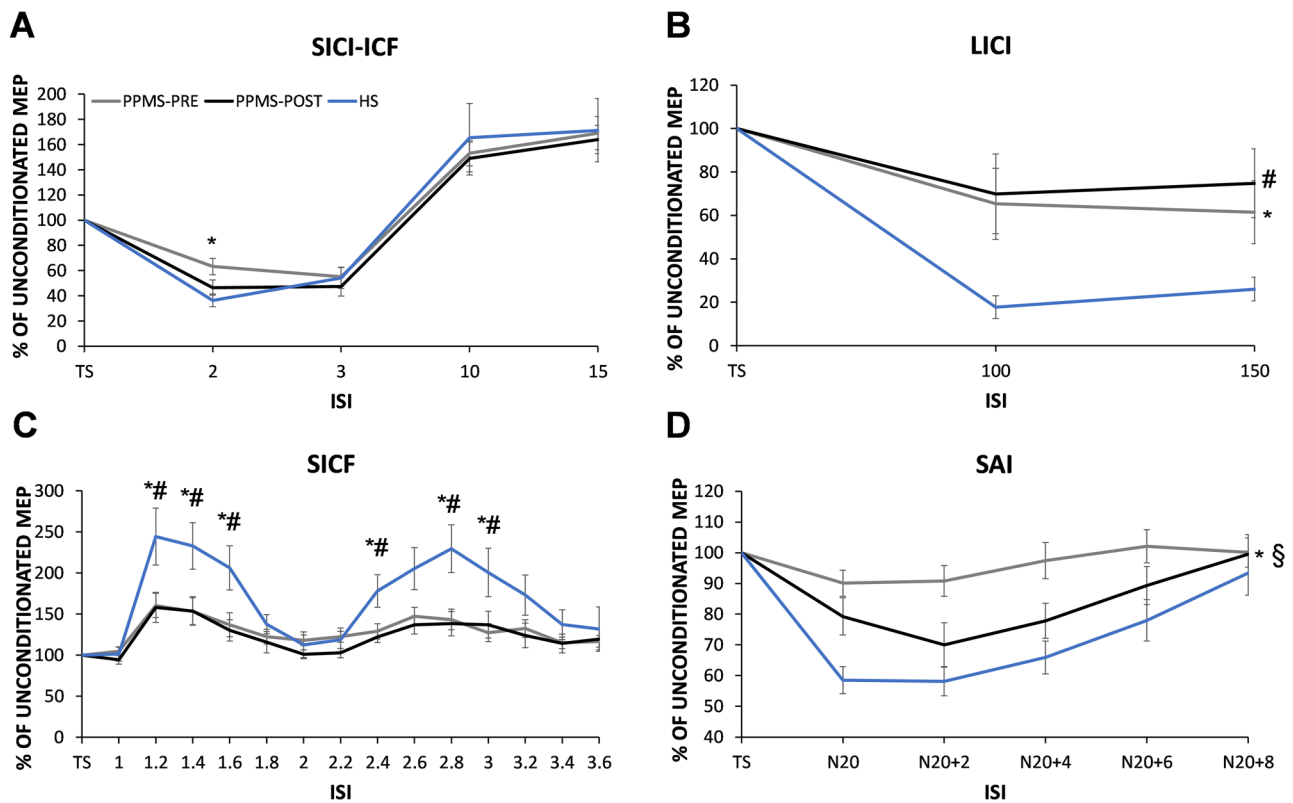 A
SICI-ICF
% OF UNCONDITIONATED MEP
200
180
160
140
120
100
80
60
40
20
0
PPMS-PRE PPMS-POST HS
*
TS 2 3 10 15
ISI
B
LICI
% OF UNCONDITIONATED MEP
120
100
80
60
40
20
0
#
*
TS 100 150
ISI
C
SICF
% OF UNCONDITIONATED MEP
300
250
200
150
100
50
0
*# *# *# *# *# *#
TS 1 1.2 1.4 1.6 1.8 2 2.2 2.4 2.6 2.8 3 3.2 3.4 3.6
ISI
D
SAI
% OF UNCONDITIONATED MEP
120
110
100
90
80
70
60
50
40
* §
TS N20 N20+2 N20+4 N20+6 N20+8
ISI